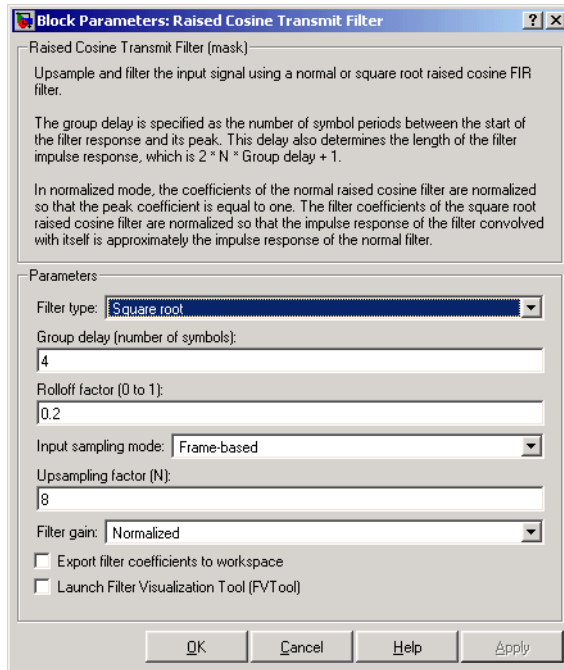 Block Parameters: Raised Cosine Transmit Filter
Raised Cosine Transmit Filter (mask)
Upsample and filter the input signal using a normal or square root raised cosine FIR
filter.
The group delay is specified as the number of symbol periods between the start of
the filter response and its peak. This delay also determines the length of the filter
impulse response, which is 2 * N * Group delay + 1.
In normalized mode, the coefficients of the normal raised cosine filter are normalized
so that the peak coefficient is equal to one. The filter coefficients of the square root
raised cosine filter are normalized so that the impulse response of the filter convolved
with itself is approximately the impulse response of the normal filter.
Parameters
Filter type: Square root
Group delay (number of symbols):
4
Rolloff factor (0 to 1):
0.2
Input sampling mode: Frame-based
Upsampling factor (N):
8
Filter gain: Normalized
Export filter coefficients to workspace
Launch Filter Visualization Tool (FVTool)
OK Cancel Help Apply